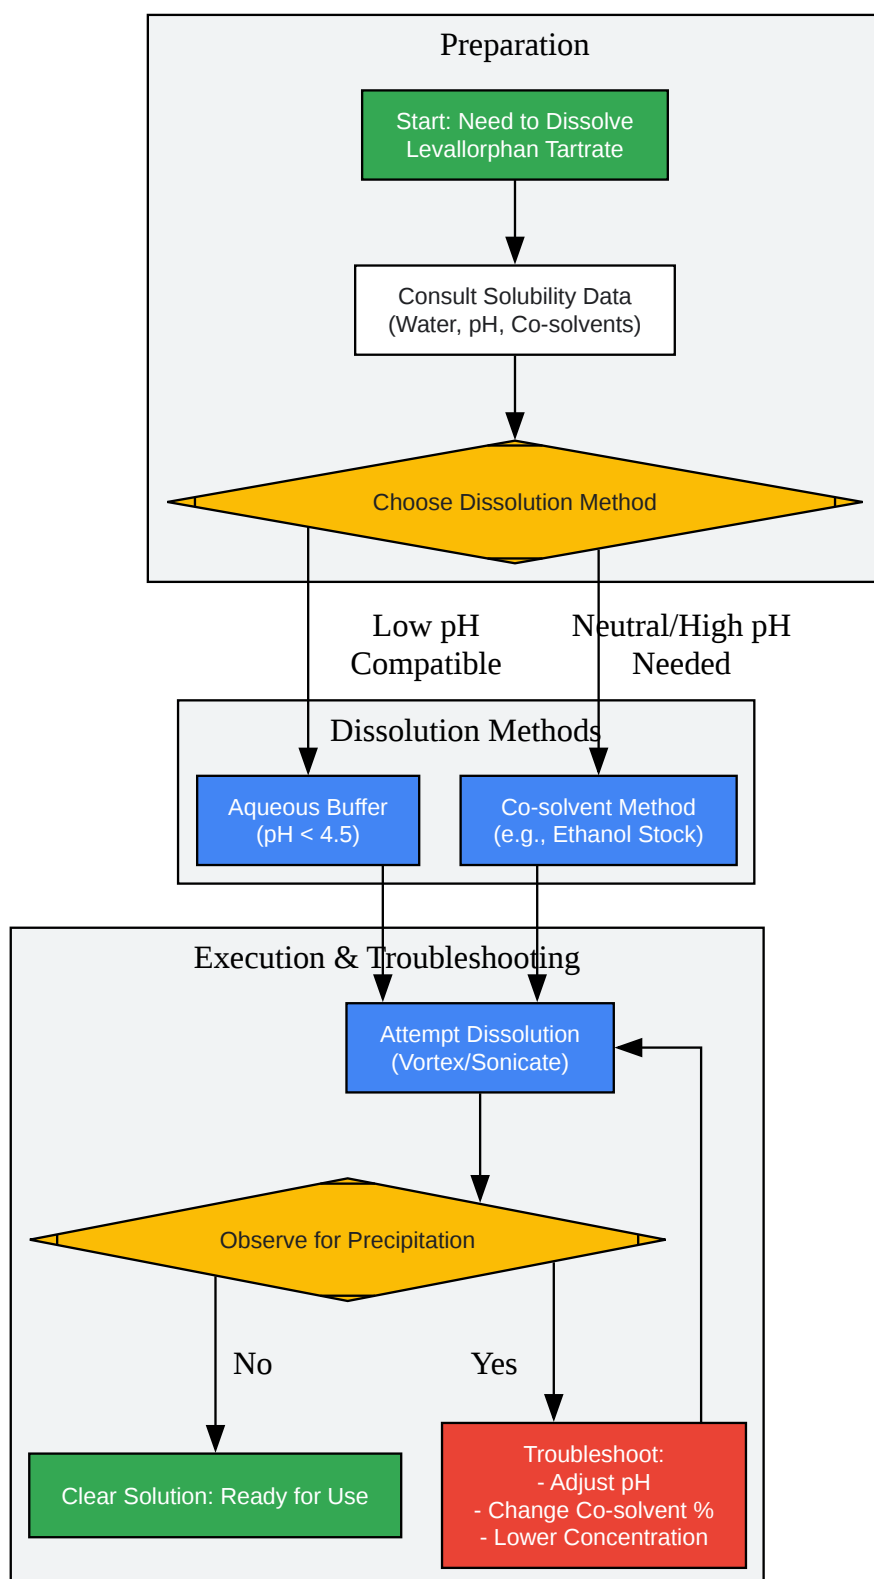 Preparation
Start: Need to Dissolve
Levallorphan Tartrate
Consult Solubility Data
(Water, pH, Co-solvents)
Choose Dissolution Method
Low pH
Compatible
Neutral/High pH
Needed
Dissolution Methods
Aqueous Buffer
(pH < 4.5)
Co-solvent Method
(e.g., Ethanol Stock)
Execution & Troubleshooting
Attempt Dissolution
(Vortex/Sonicate)
Observe for Precipitation
No
Yes
Clear Solution: Ready for Use
Troubleshoot:
- Adjust pH
- Change Co-solvent %
- Lower Concentration